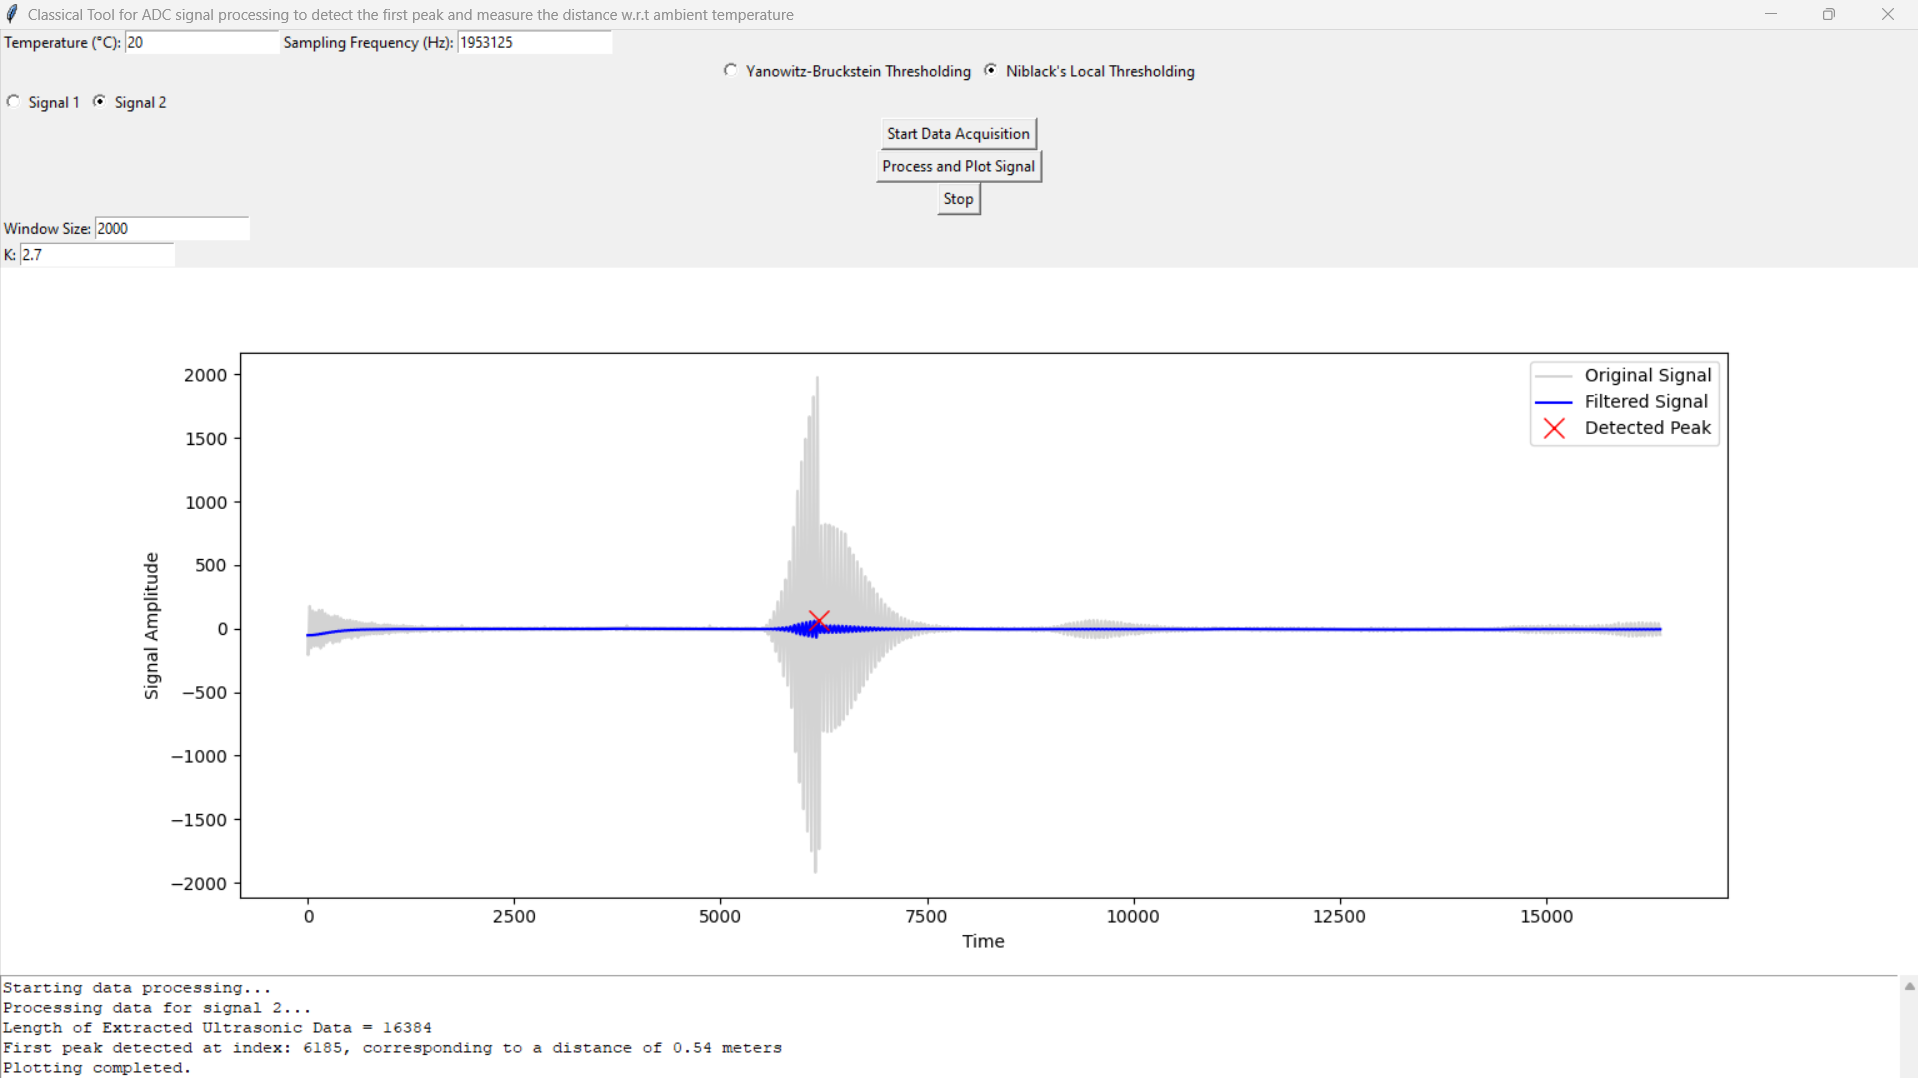 Classical Tool for ADC signal processing to detect the first peak and measure the distance w.r.t ambient temperature
Temperature (°C): 20 Sampling Frequency (Hz): 1953125
Yanowitz-Bruckstein Thresholding Niblack's Local Thresholding
Signal 1 Signal 2
Start Data Acquisition
Process and Plot Signal
Stop
Window Size: 2000
K: 2.7
Original Signal
Filtered Signal
Detected Peak
Signal Amplitude
2000
1500
1000
500
0
−500
−1000
−1500
−2000
0 2500 5000 7500 10000 12500 15000
Time
Starting data processing...
Processing data for signal 2...
Length of Extracted Ultrasonic Data = 16384
First peak detected at index: 6185, corresponding to a distance of 0.54 meters
Plotting completed.